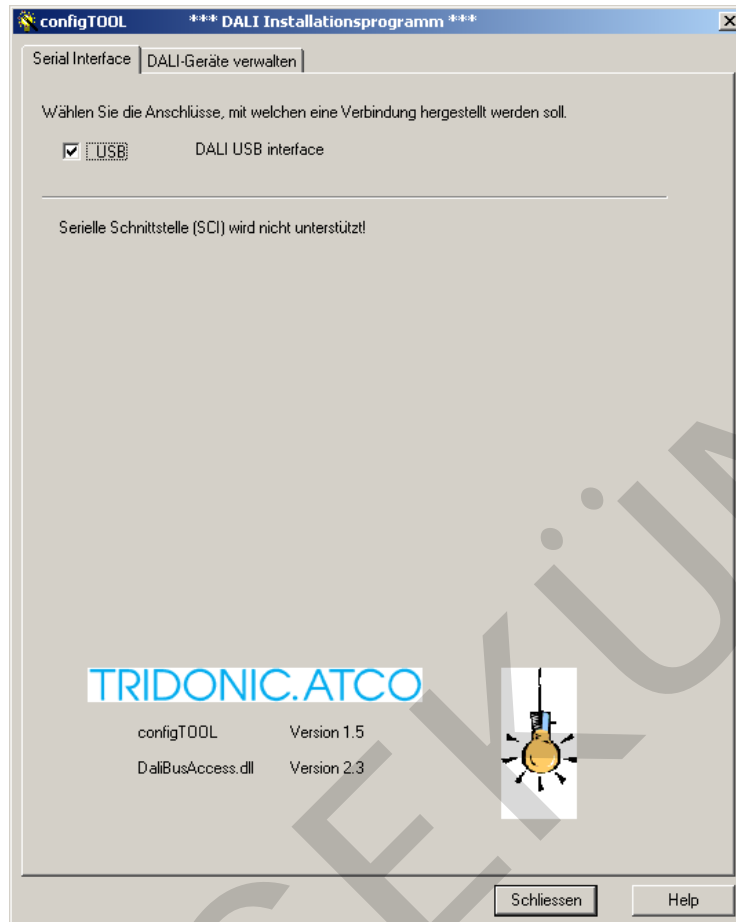 configTOOL *** DALI Installationsprogramm ***
Serial Interface DALI-Geräte verwalten
Wählen Sie die Anschlüsse, mit welchen eine Verbindung hergestellt werden soll.
USB DALI USB interface
Serielle Schnittstelle (SCI) wird nicht unterstützt!
TRIDONIC.ATCO
configTOOL Version 1.5
DaliBusAccess.dll Version 2.3
Schliessen Help